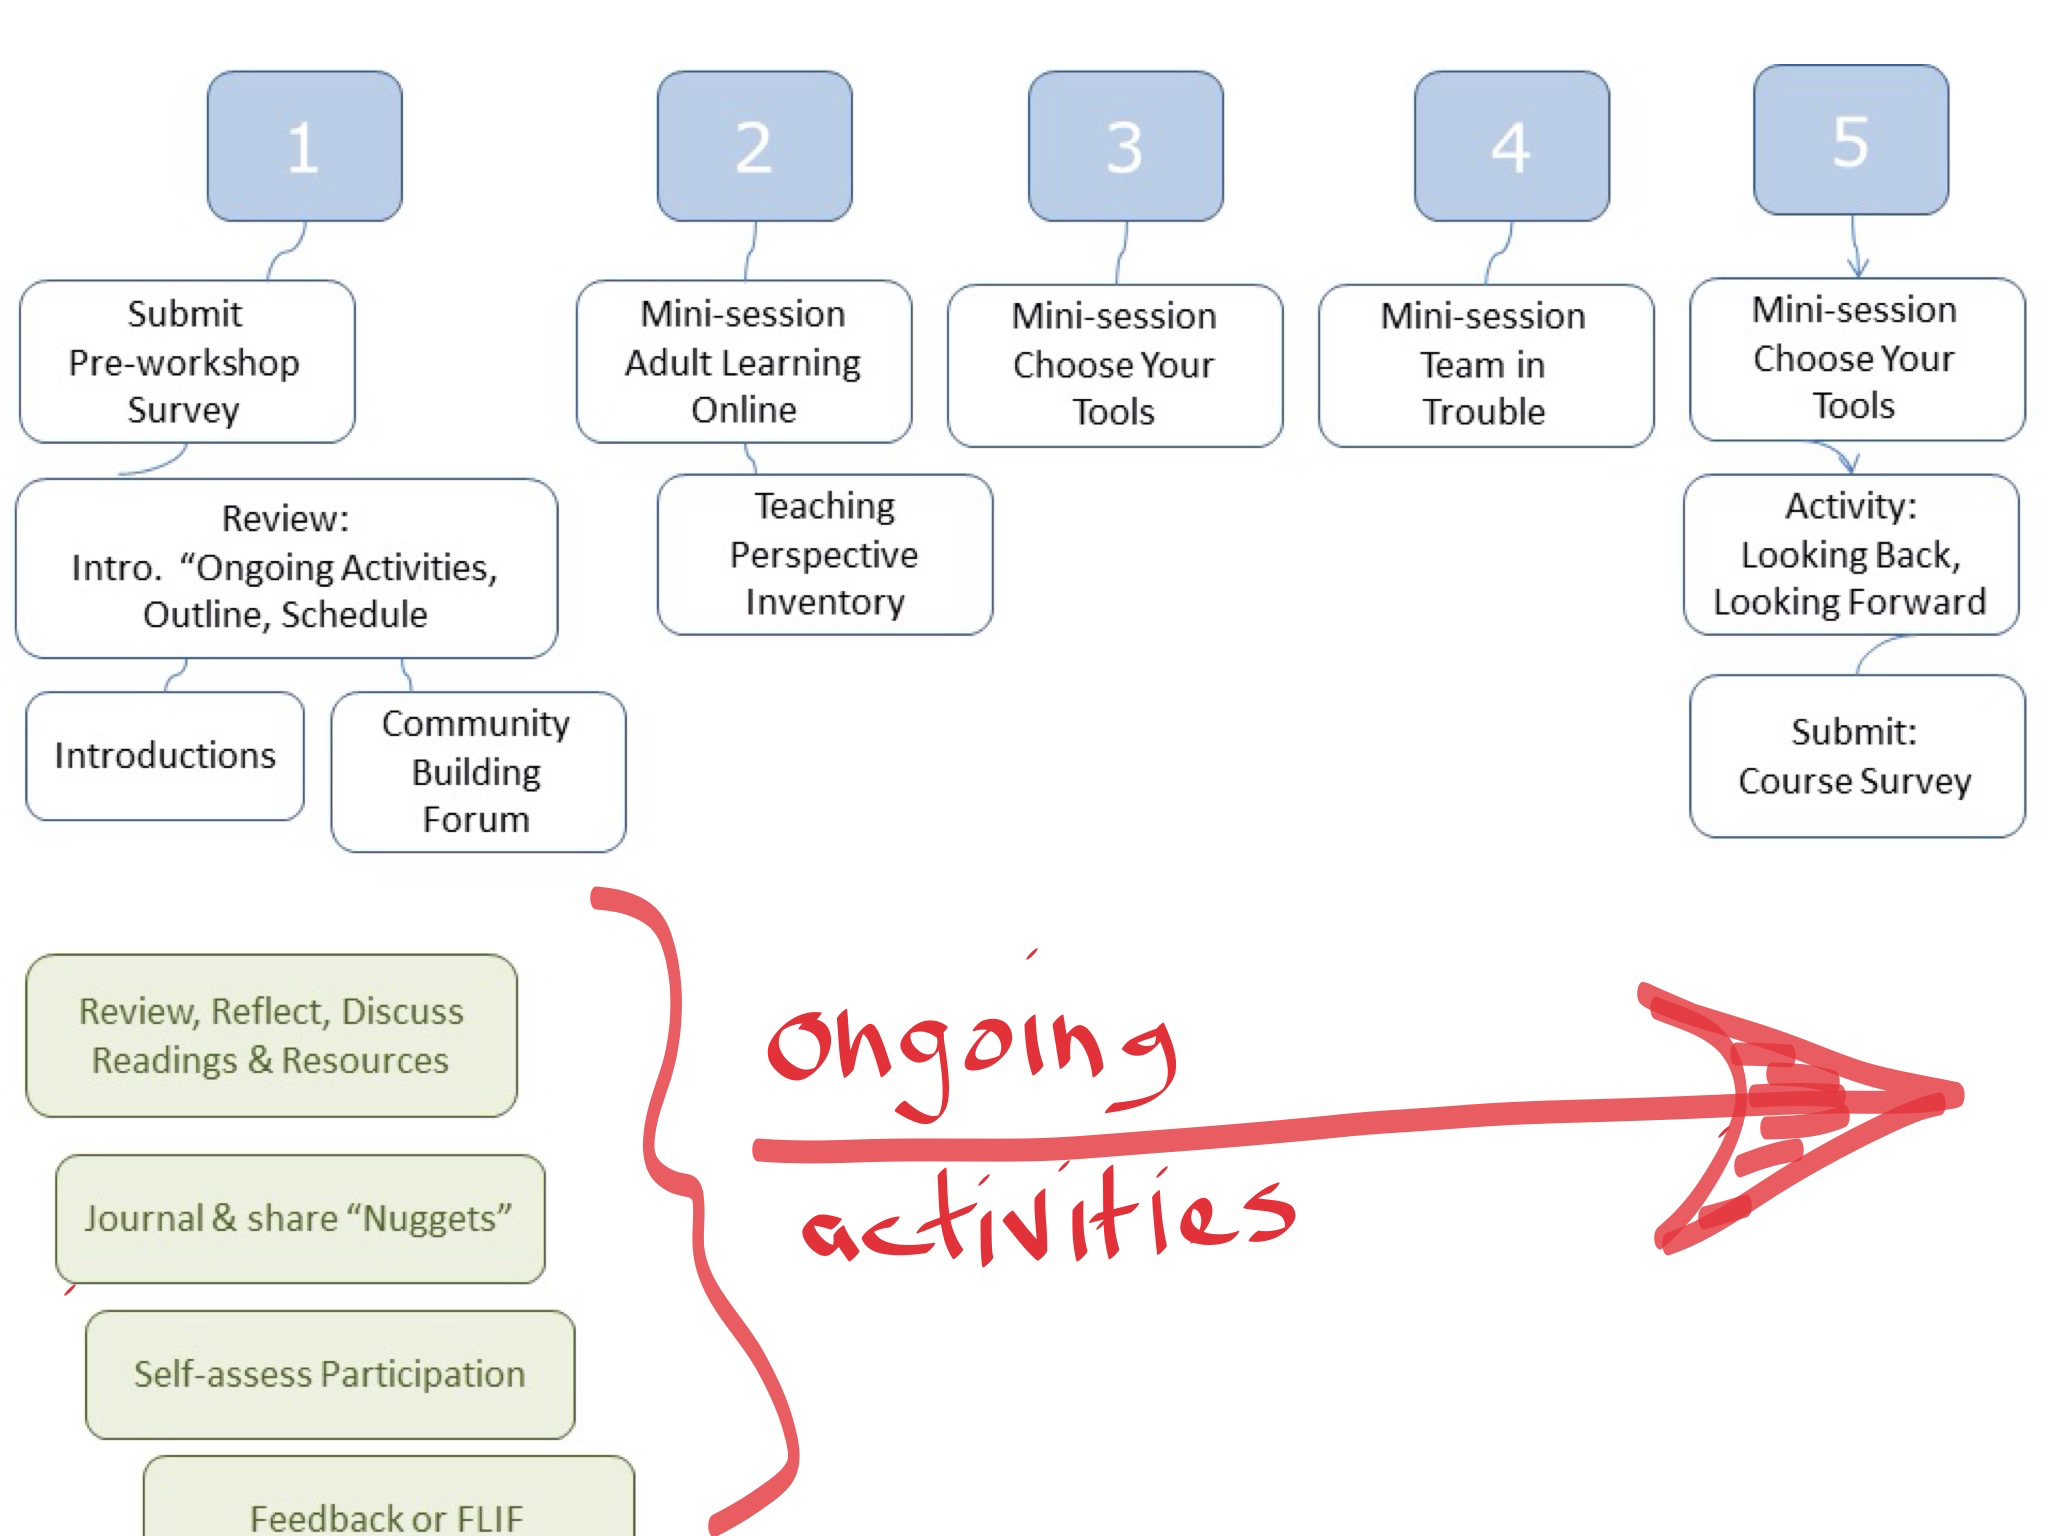 1
2
3
4
5
Submit
Pre-workshop
Survey
Mini-session
Adult Learning
Online
Mini-session
Choose Your
Tools
Mini-session
Team in
Trouble
Mini-session
Choose Your
Tools
Review:
Intro. “Ongoing Activities,
Outline, Schedule
Teaching
Perspective
Inventory
Activity:
Looking Back,
Looking Forward
Introductions
Community
Building
Forum
Submit:
Course Survey
Review, Reflect, Discuss
Readings & Resources
Journal & share “Nuggets”
Self-assess Participation
Feedback or FLIF
Ongoing
activities